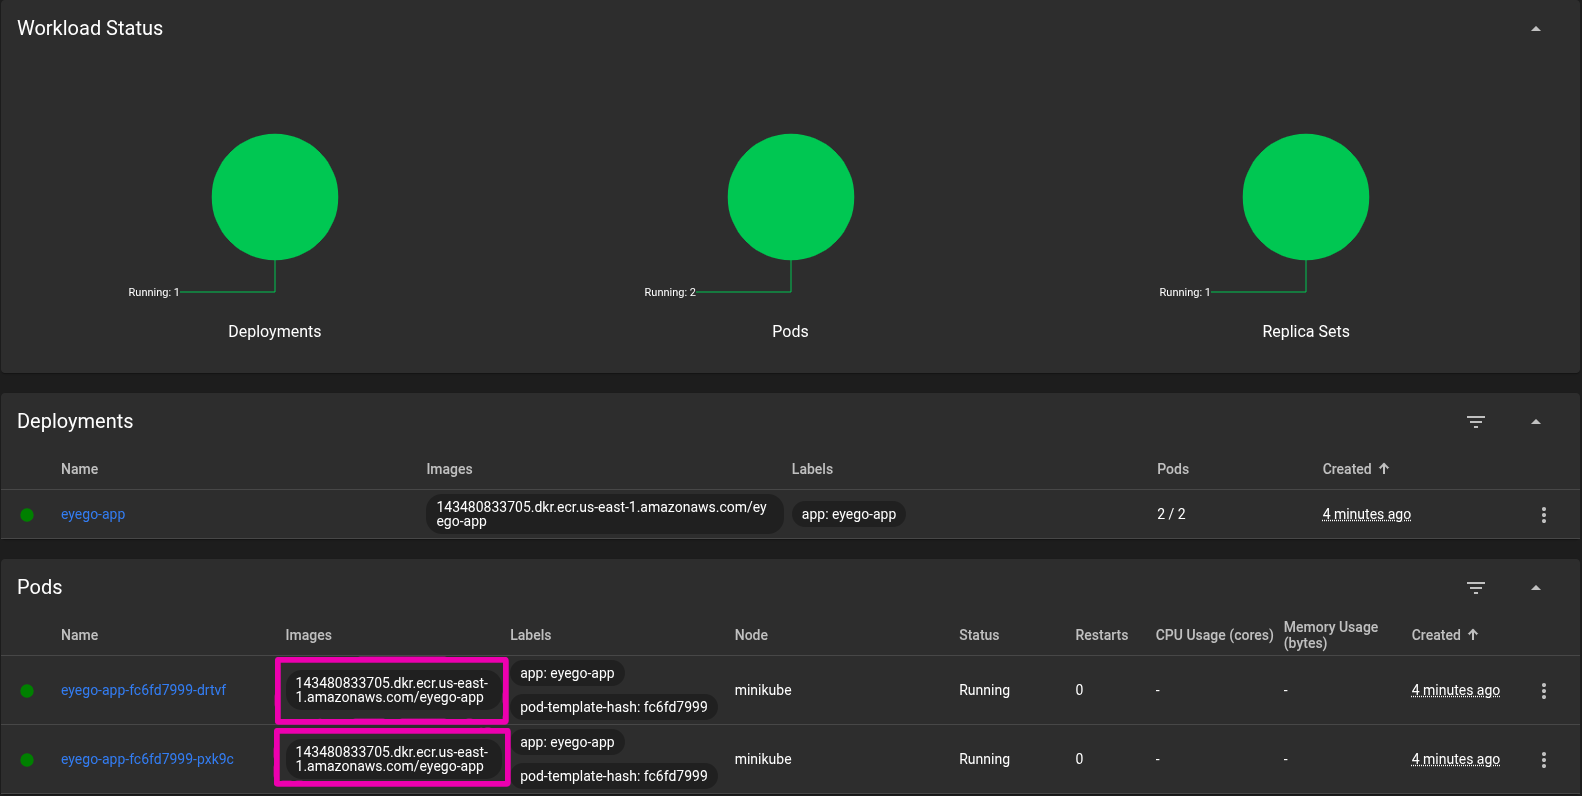 Workload Status
Running: 1
Running: 2
Running: 1
Deployments
Pods
Replica Sets
Deployments
Name Images Labels Pods Created
eyego-app 143480833705.dkr.ecr.us-east-1.amazonaws.com/ey app: eyego-app 2 / 2 4 minutes ago
ego-app
Pods
Name Images Labels Node Status Restarts CPU Usage (cores) Memory Usage Created
(bytes)
eyego-app-fc6fd7999-drtvf 143480833705.dkr.ecr.us-east- app: eyego-app minikube Running 0 - - 4 minutes ago
1.amazonaws.com/eyego-app pod-template-hash: fc6fd7999
eyego-app-fc6fd7999-pxk9c 143480833705.dkr.ecr.us-east- app: eyego-app minikube Running 0 - - 4 minutes ago
1.amazonaws.com/eyego-app pod-template-hash: fc6fd7999